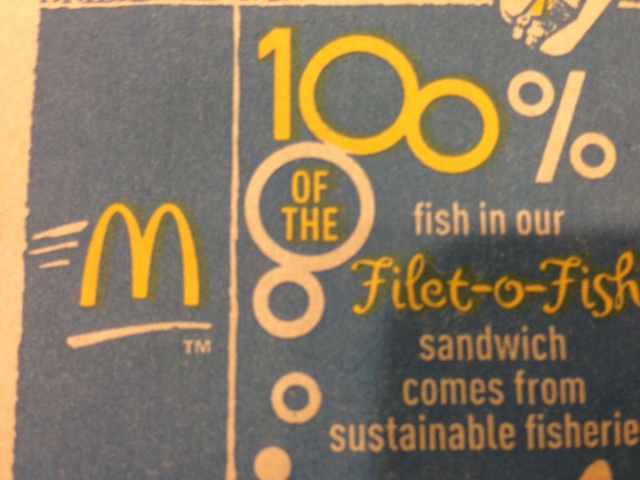 100%
OF
THE
fish in our
Filet-o-Fish
sandwich
comes from
sustainable fisherie
M
TM